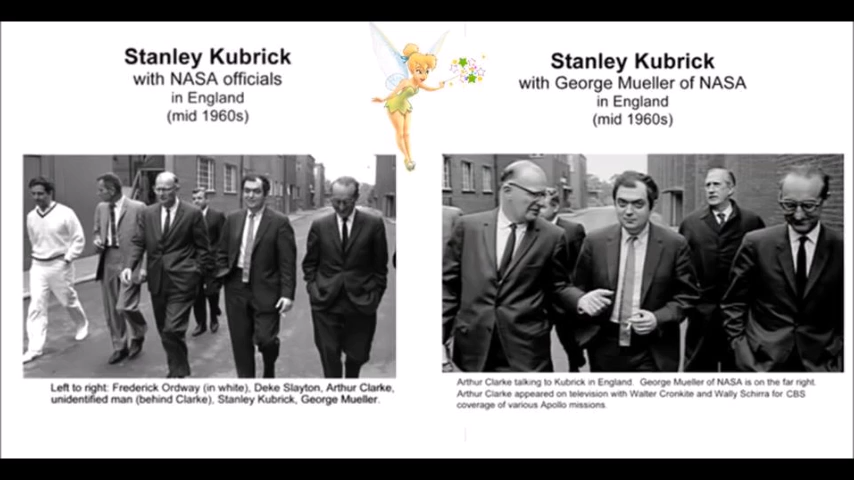 Stanley Kubrick
with NASA officials
in England
(mid 1960s)
Left to right: Frederick Ordway (in white), Deke Slayton, Arthur Clarke,
unidentified man (behind Clarke), Stanley Kubrick, George Mueller.
Stanley Kubrick
with George Mueller of NASA
in England
(mid 1960s)
Arthur Clarke talking to Kubrick in England. George Mueller of NASA is on the far right.
Arthur Clarke appeared on television with Walter Cronkite and Wally Schirra for CBS
coverage of various Apollo missions.